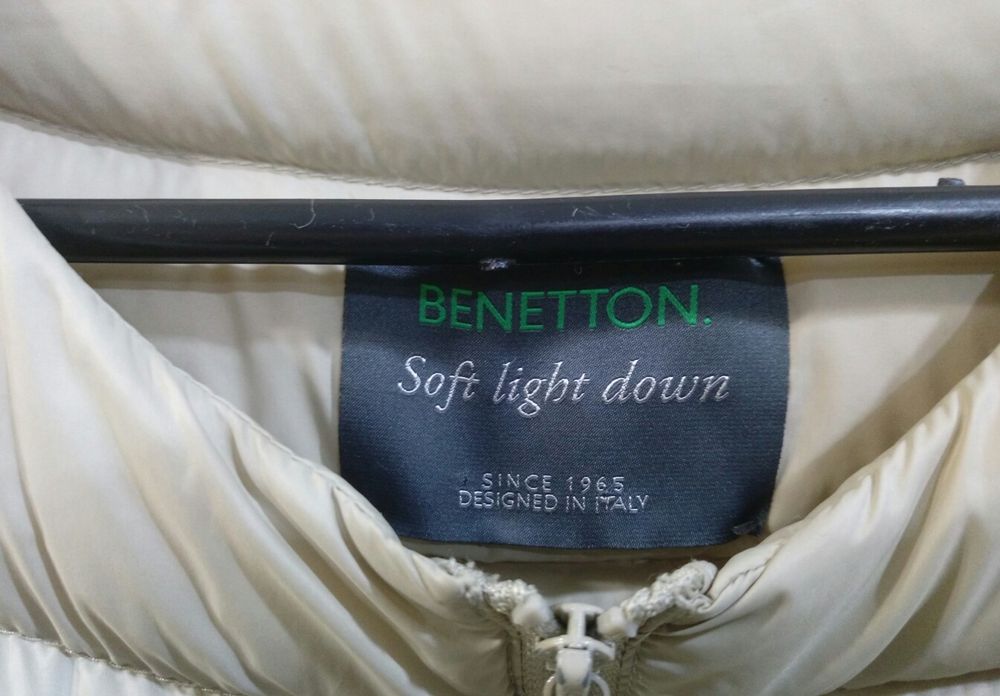 BENETTON.
Soft light down
SINCE 1965
DESIGNED IN ITALY